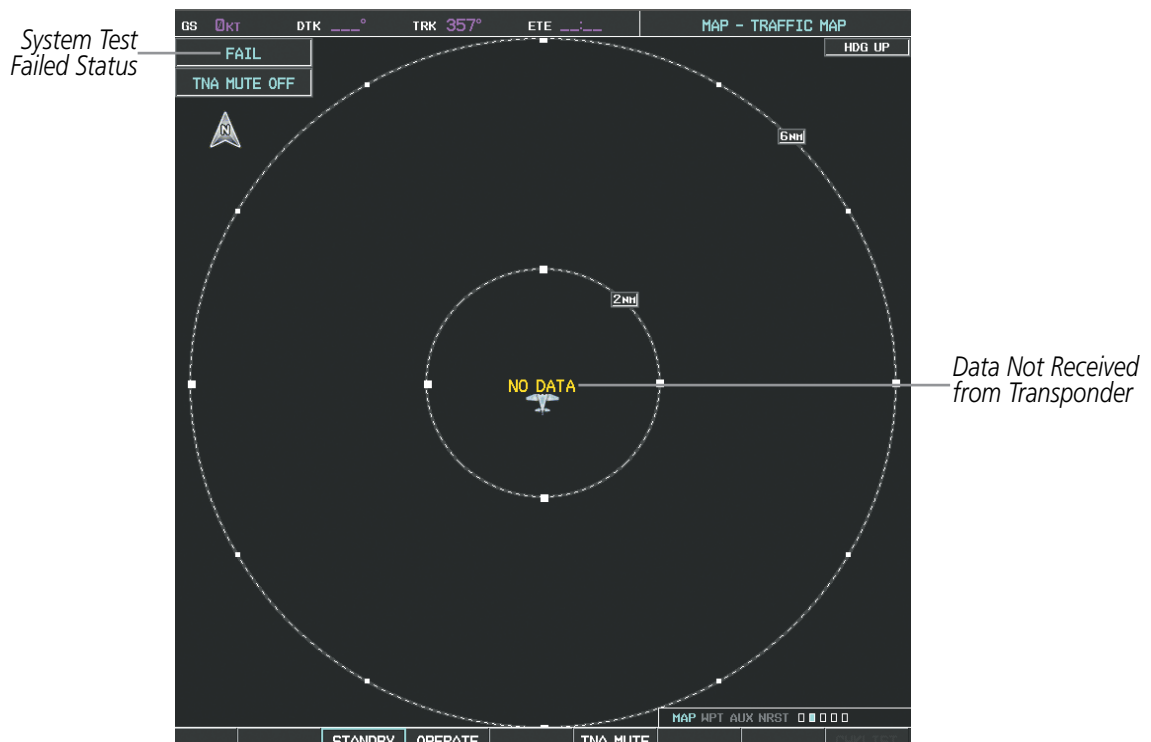 GS 0KT DTK ___° TRK 357° ETE __:__ MAP - TRAFFIC MAP
System Test
Failed Status
FAIL
HDG UP
TNA MUTE OFF
N
6NM
2NM
NO DATA
Data Not Received
from Transponder
MAP WPT AUX NRST
STANDBY OPERATE TNA MUTE